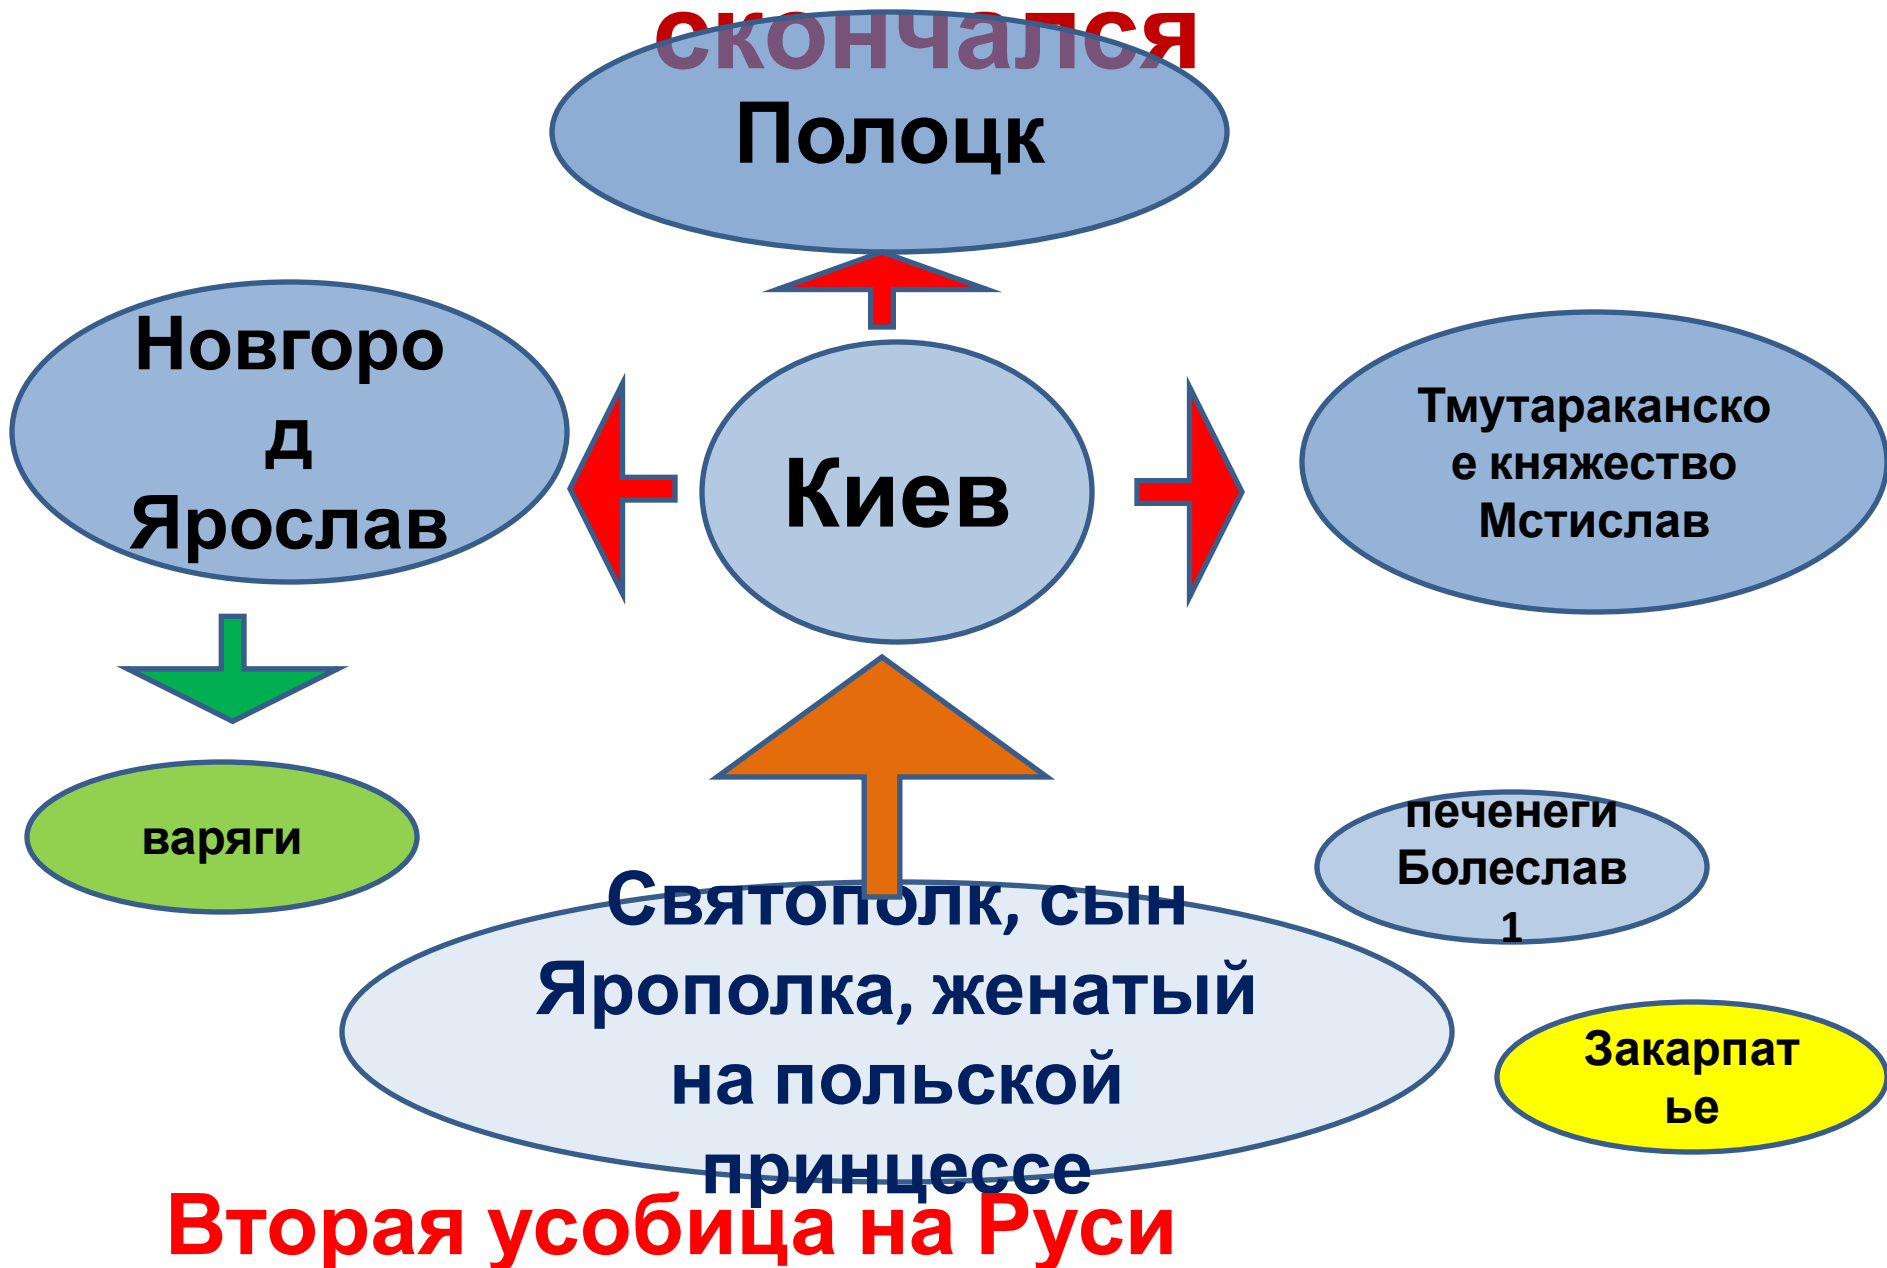 скончался
Полоцк
Новгоро
д
Ярослав
Киев
Тмутараканско
е княжество
Мстислав
варяги
печенеги
Болеслав
1
Святополк, сын
Ярополка, женатый
на польской
принцессе
Закарпат
ье
Вторая усобица на Руси